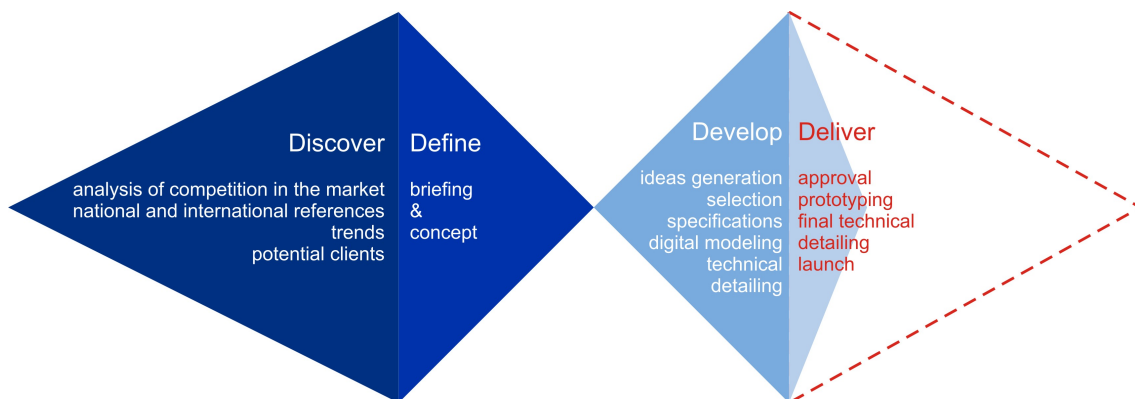 Discover
analysis of competition in the market
national and international references
trends
potential clients
Define
briefing
&
concept
Develop
ideas generation
selection
specifications
digital modeling
technical
detailing
Deliver
approval
prototyping
final technical
detailing
launch